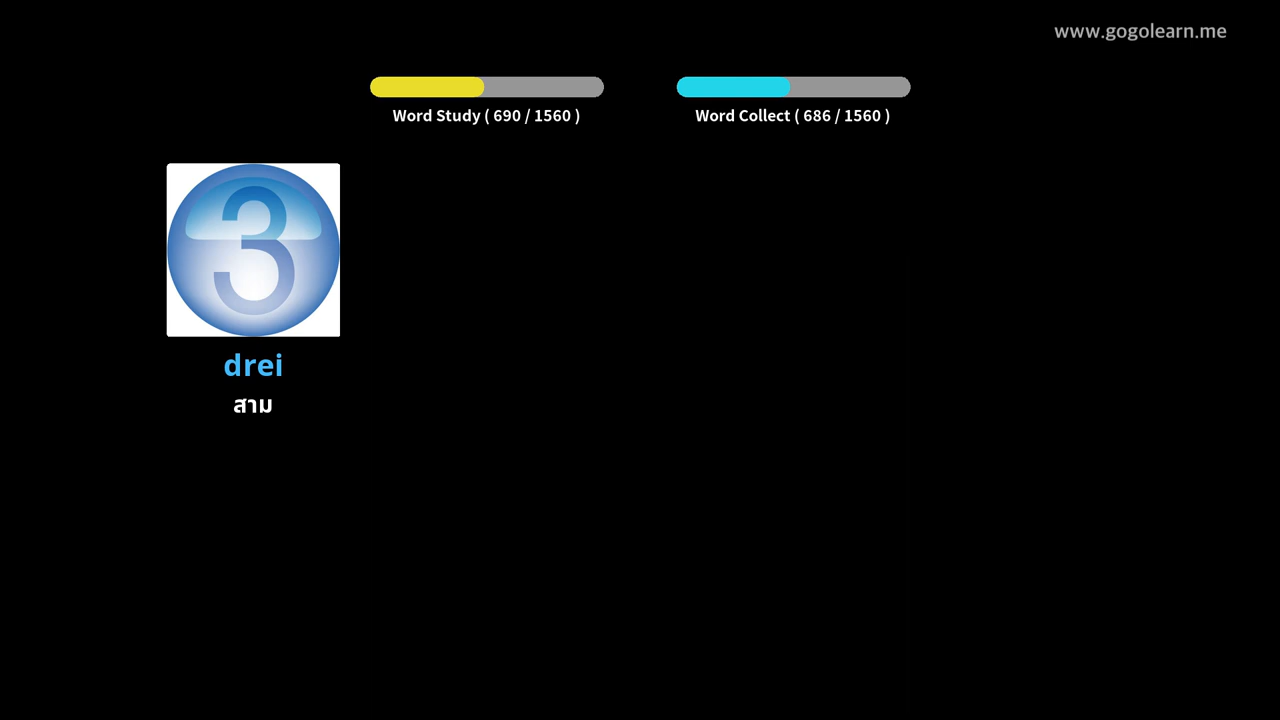 www.gogolearn.me
Word Study ( 690 / 1560 )
Word Collect ( 686 / 1560 )
3
drei
สาม